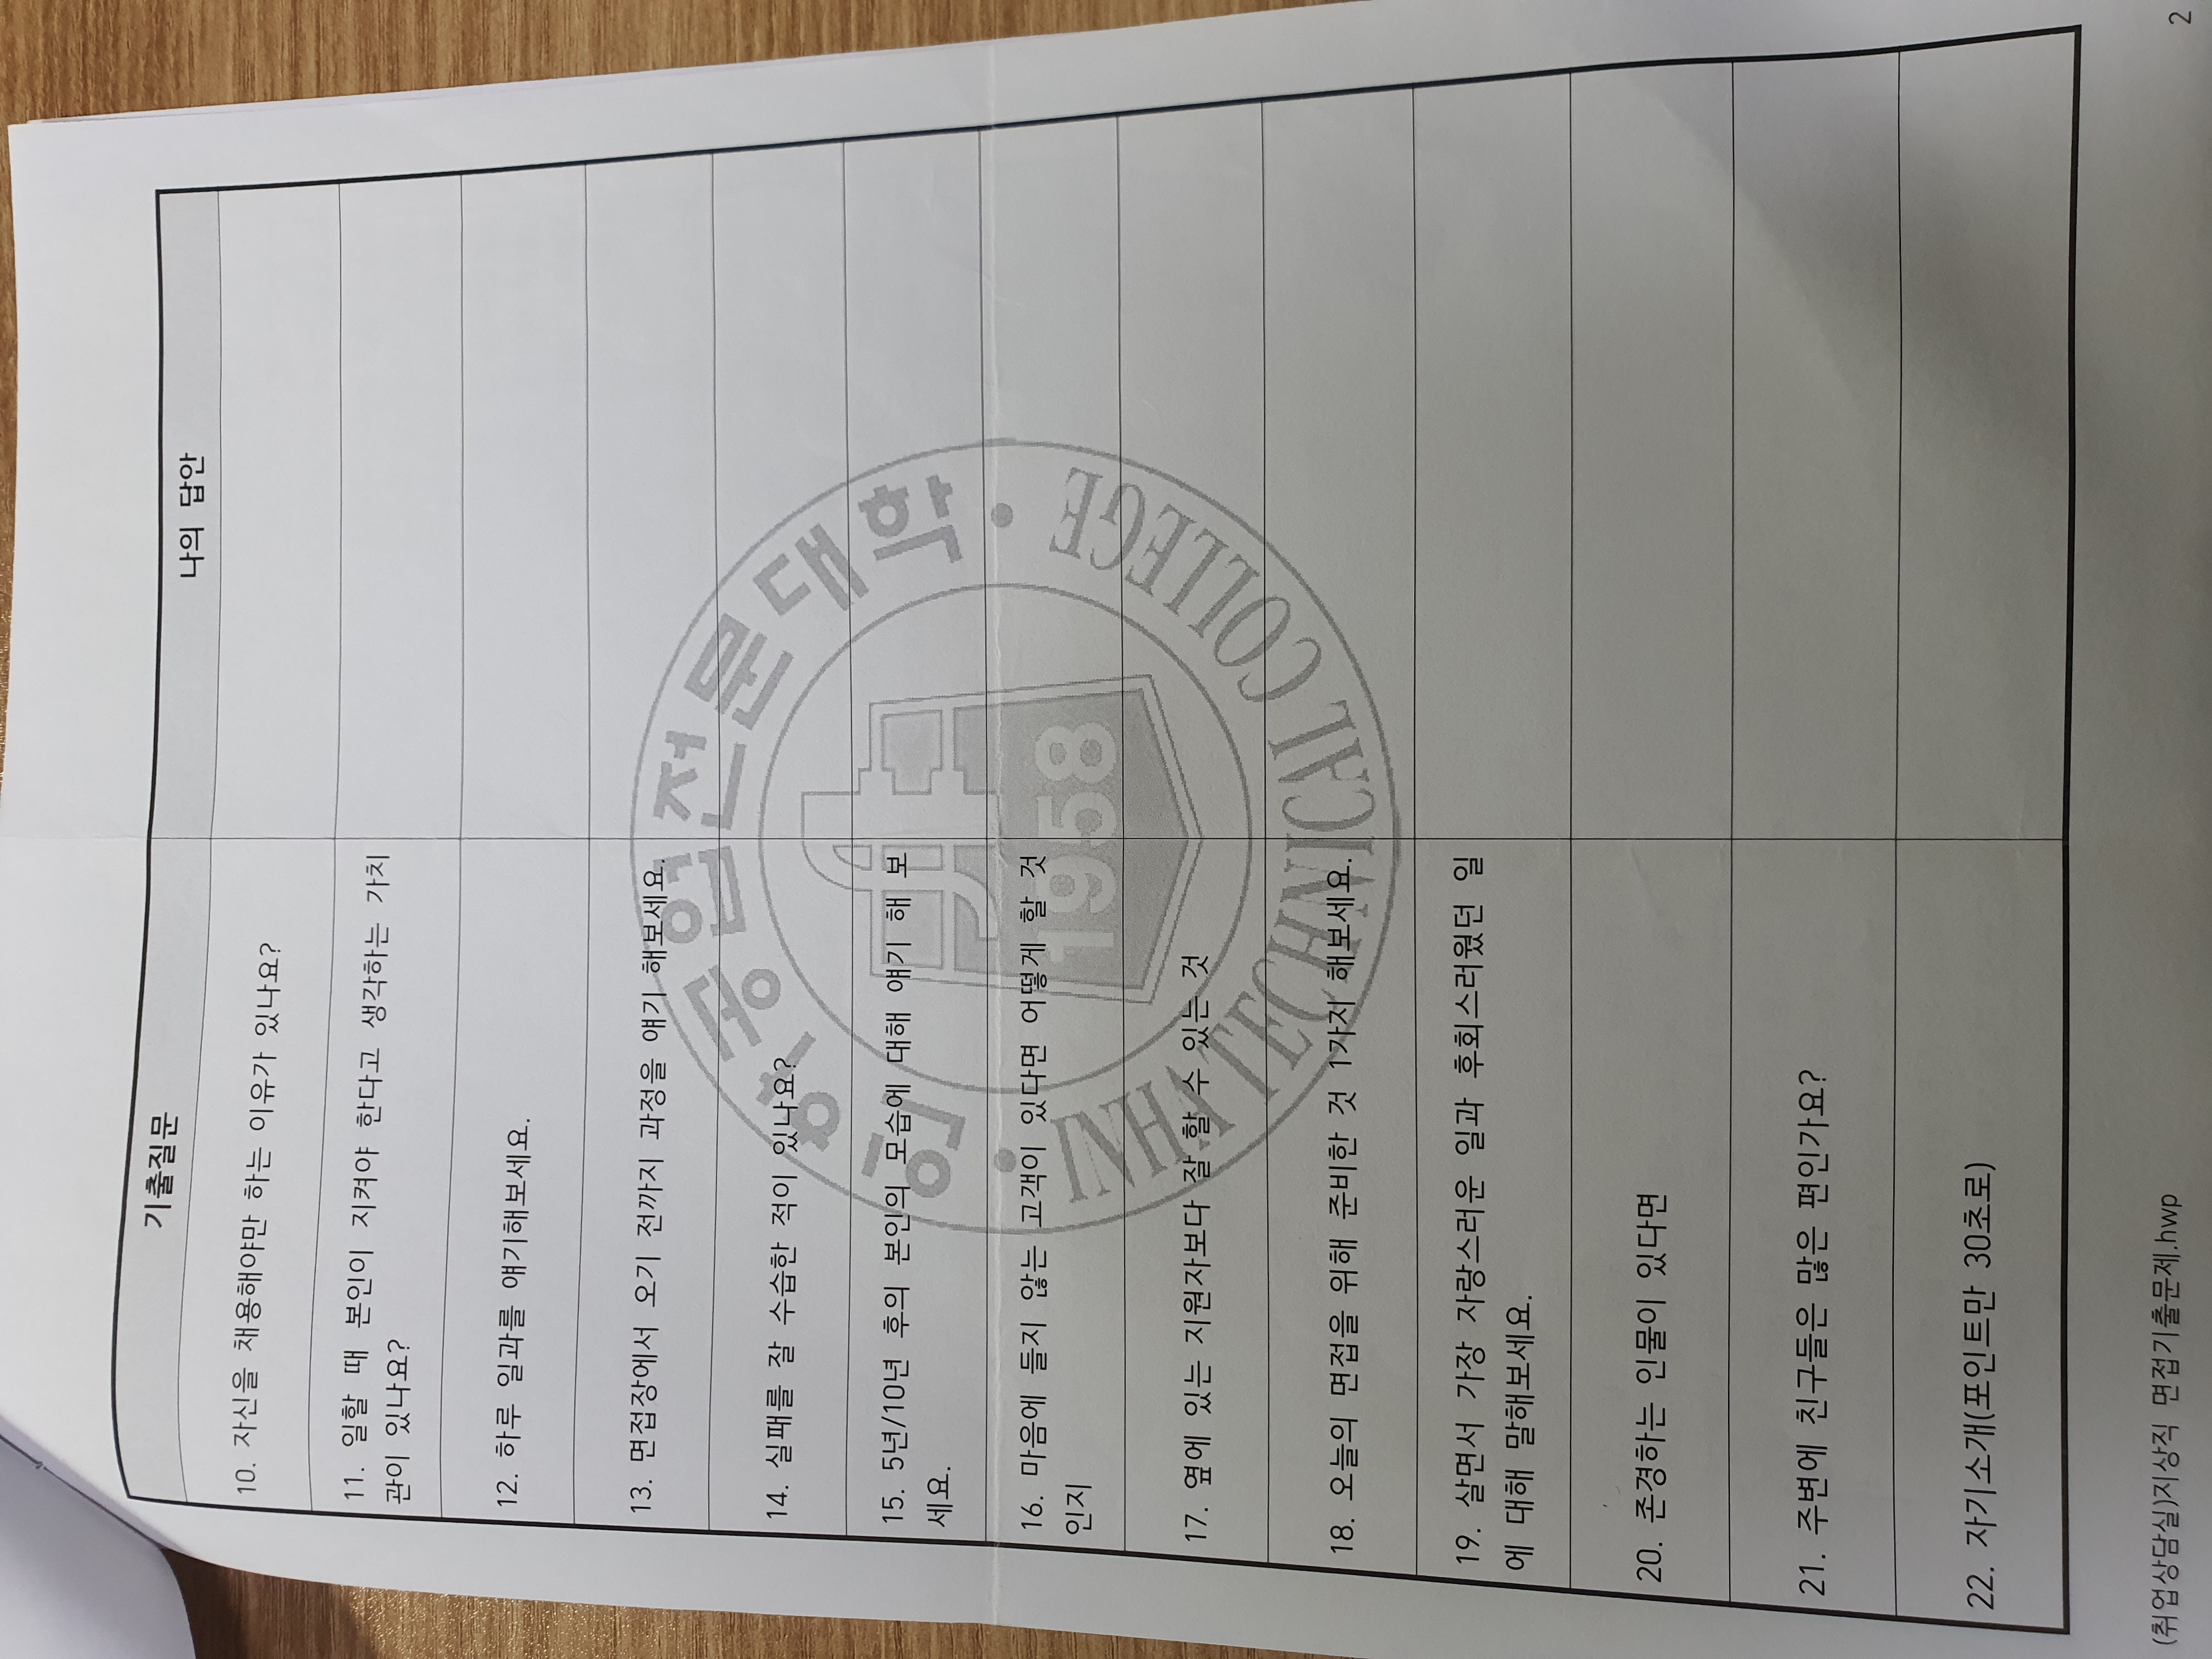 기출질문
나의 답안
10. 자신을 채용해야만 하는 이유가 있나요?
11. 일할 때 본인이 지켜야 한다고 생각하는 가치
관이 있나요?
12. 하루 일과를 얘기해보세요.
13. 면접장에서 오기 전까지 과정을 얘기 해보세요.
14. 실패를 잘 수습한 적이 있나요?
15. 5년/10년 후의 본인의 모습에 대해 얘기 해 보
세요.
16. 마음에 들지 않는 고객이 있다면 어떻게 할 것
인지
17. 옆에 있는 지원자보다 잘 할 수 있는 것
18. 오늘의 면접을 위해 준비한 것 1가지 해보세요.
19. 살면서 가장 자랑스러운 일과 후회스러웠던 일
에 대해 말해보세요.
20. 존경하는 인물이 있다면
21. 주변에 친구들은 많은 편인가요?
22. 자기소개(포인트만 30초로)
인하공업전문대학
1958
INHA TECHNICAL COLLEGE
(취업상담실)지상직 면접기출문제.hwp
2